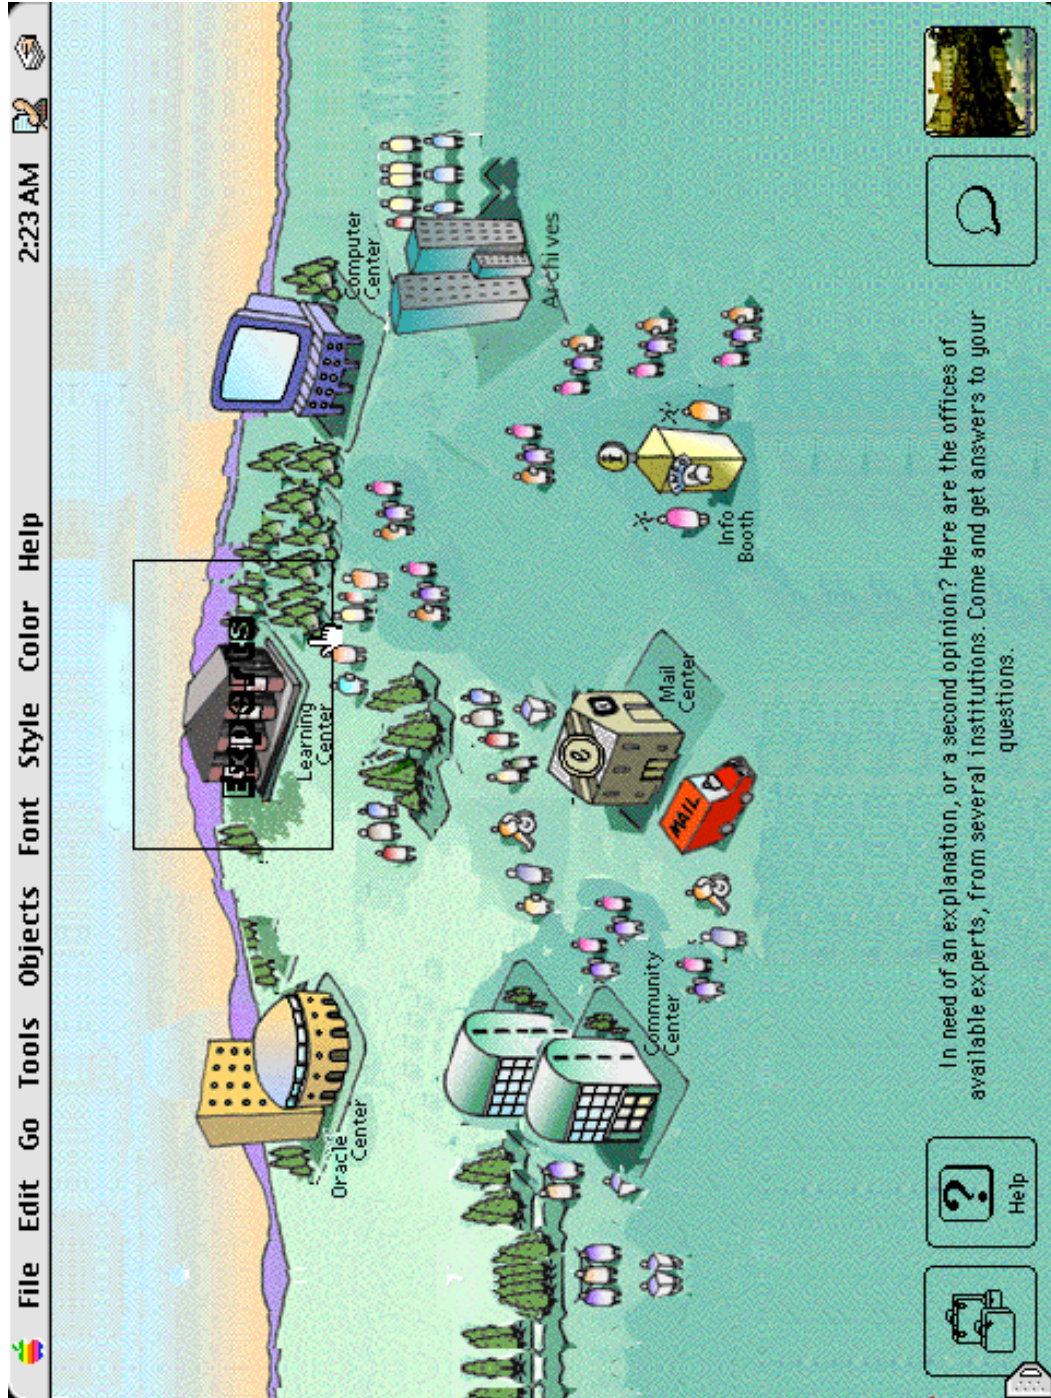 File Edit Go Tools Objects Font Style Color Help 2:23 AM
Experts
Learning
Center
Computer
Center
Oracle
Center
Archives
Info
Booth
Mail
Center
MAIL
Community
Center
In need of an explanation, or a second opinion? Here are the offices of
available experts, from several institutions. Come and get answers to your
questions.
?
Help